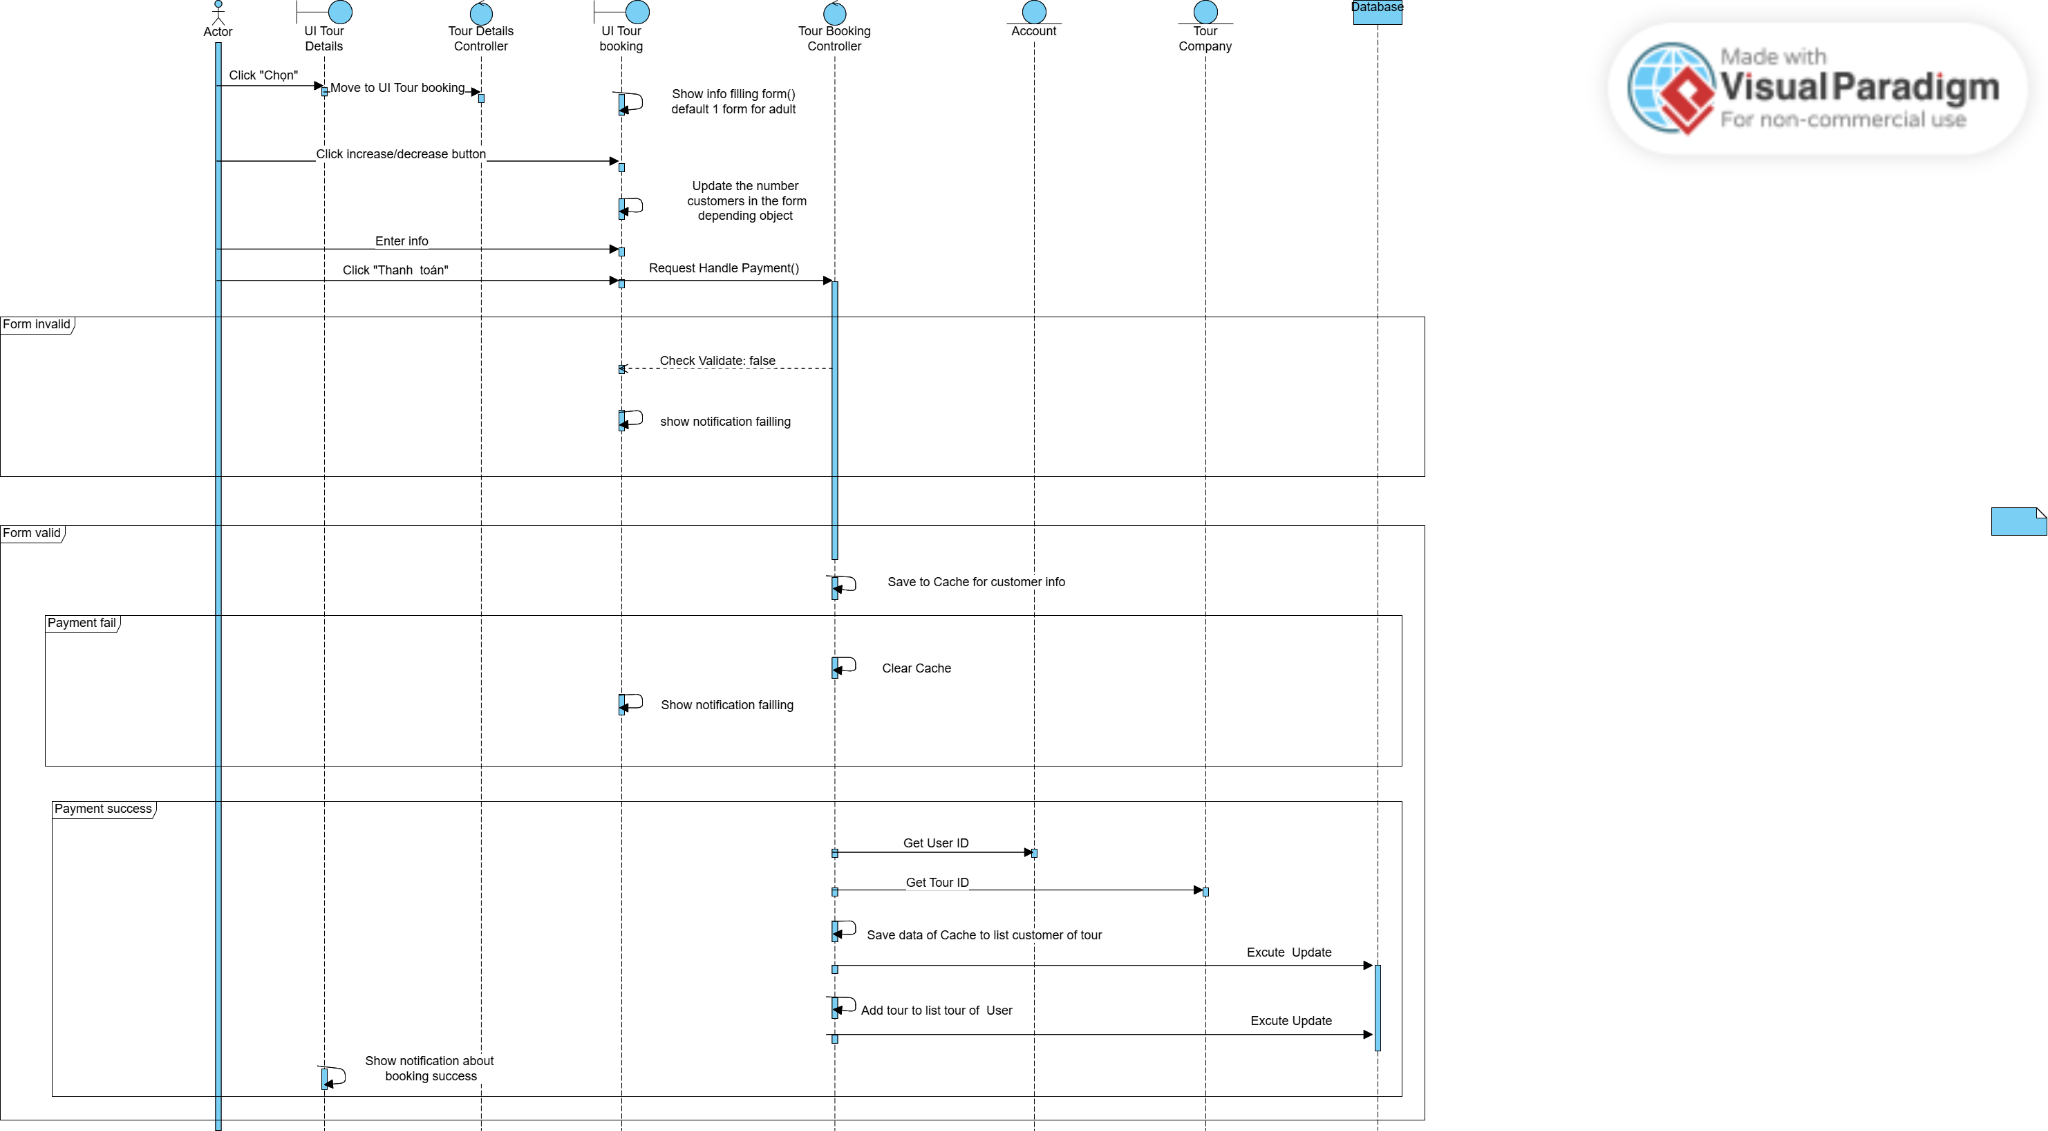 Actor
UI Tour
Details
Tour Details
Controller
UI Tour
booking
Tour Booking
Controller
Account
Tour
Company
Database
Made with
Visual Paradigm
For non-commercial use
Click "Chọn"
Move to UI Tour booking
Show info filling form()
default 1 form for adult
Click increase/decrease button
Update the number
customers in the form
depending object
Enter info
Click "Thanh  toán"
Request Handle Payment()
Form invalid
Check Validate: false
show notification failling
Form valid
Save to Cache for customer info
Payment fail
Clear Cache
Show notification failling
Payment success
Get User ID
Get Tour ID
Save data of Cache to list customer of tour
Excute  Update
Add tour to list tour of  User
Excute Update
Show notification about
booking success